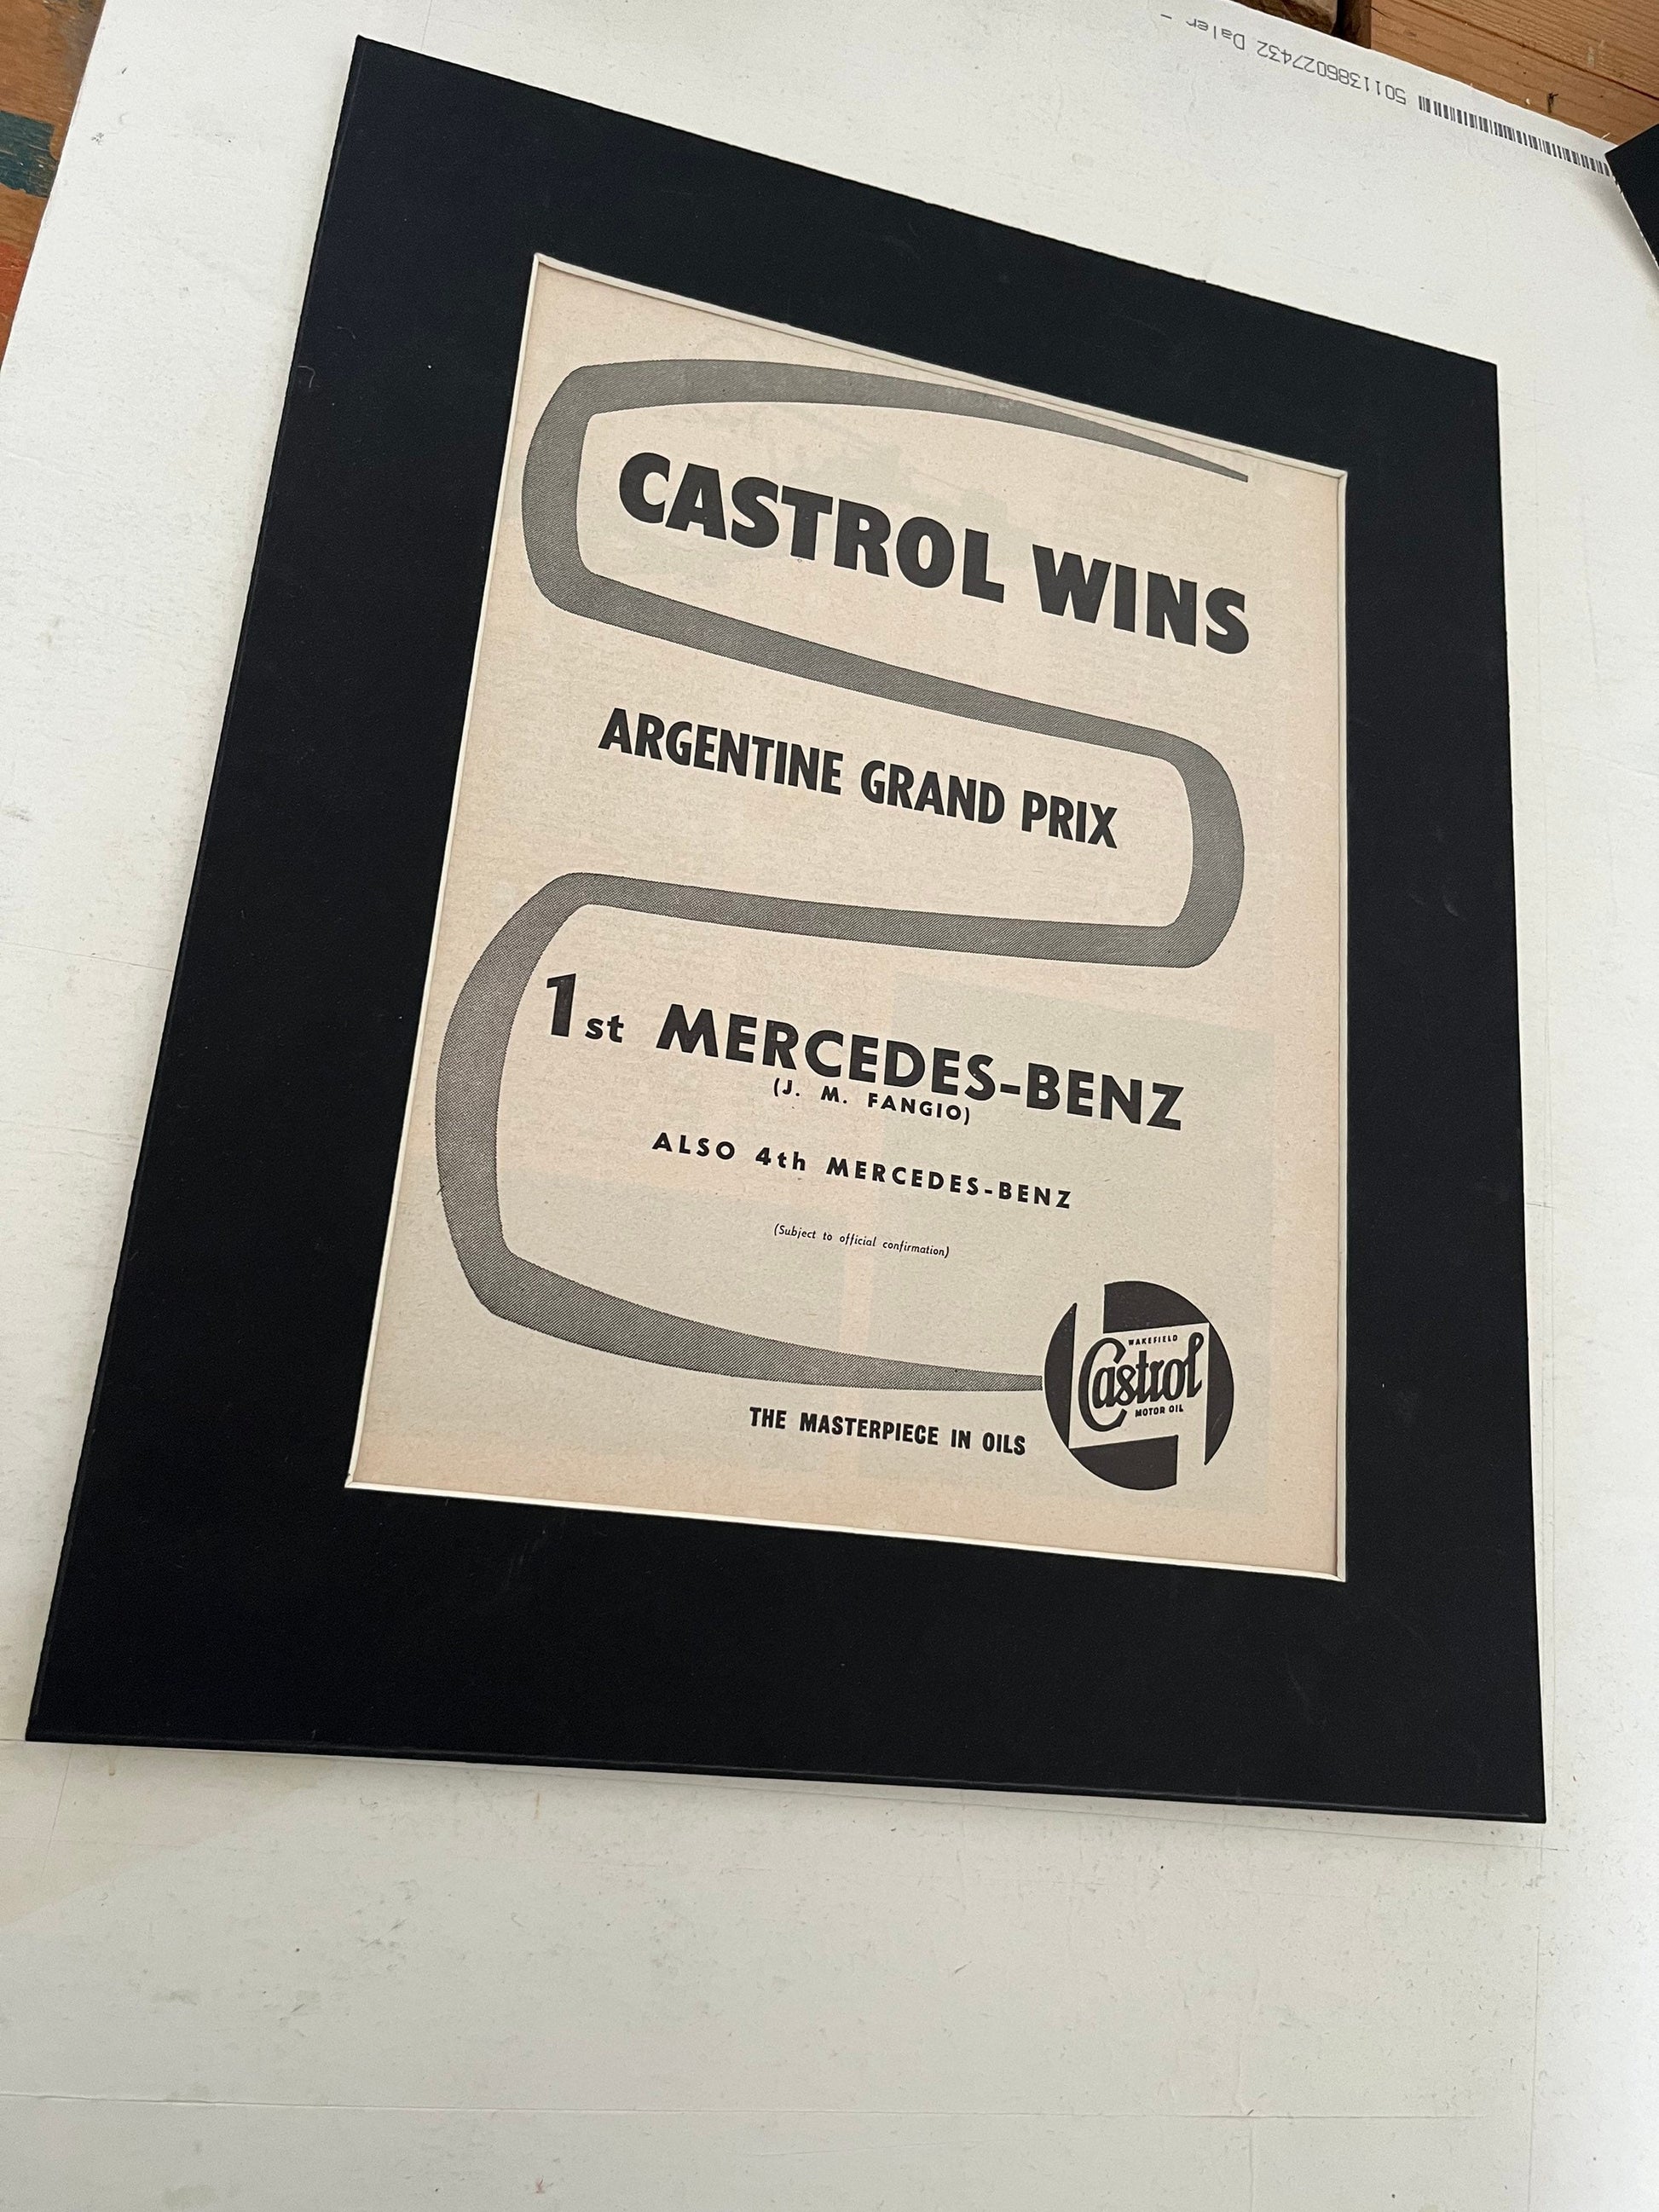 5011386027432 Daler -
CASTROL WINS
ARGENTINE GRAND PRIX
1st MERCEDES-BENZ
(J. M. FANGIO)
ALSO 4th MERCEDES-BENZ
(Subject to official confirmation)
WAKEFIELD
Castrol
MOTOR OIL
THE MASTERPIECE IN OILS